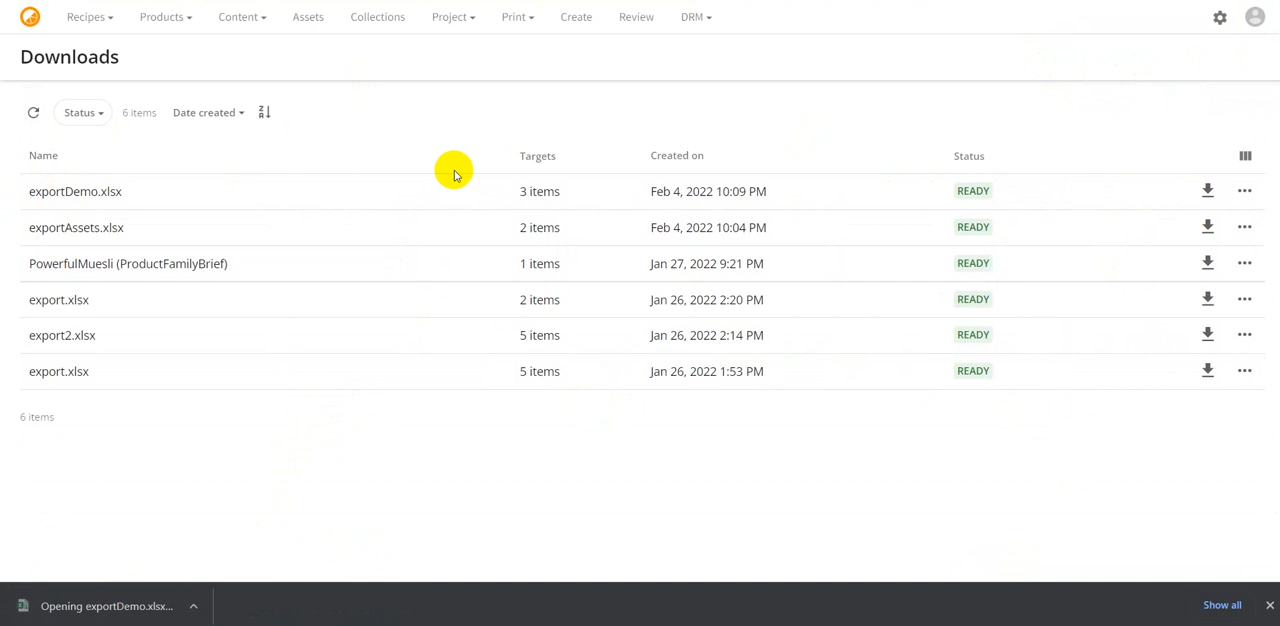 Recipes Products Content Assets Collections Project Print Create Review DRM
Downloads
Status 6 items Date created
Name Targets Created on Status
exportDemo.xlsx 3 items Feb 4, 2022 10:09 PM READY
exportAssets.xlsx 2 items Feb 4, 2022 10:04 PM READY
PowerfulMuesli (ProductFamilyBrief) 1 items Jan 27, 2022 9:21 PM READY
export.xlsx 2 items Jan 26, 2022 2:20 PM READY
export2.xlsx 5 items Jan 26, 2022 2:14 PM READY
export.xlsx 5 items Jan 26, 2022 1:53 PM READY
6 items
Opening exportDemo.xlsx... Show all